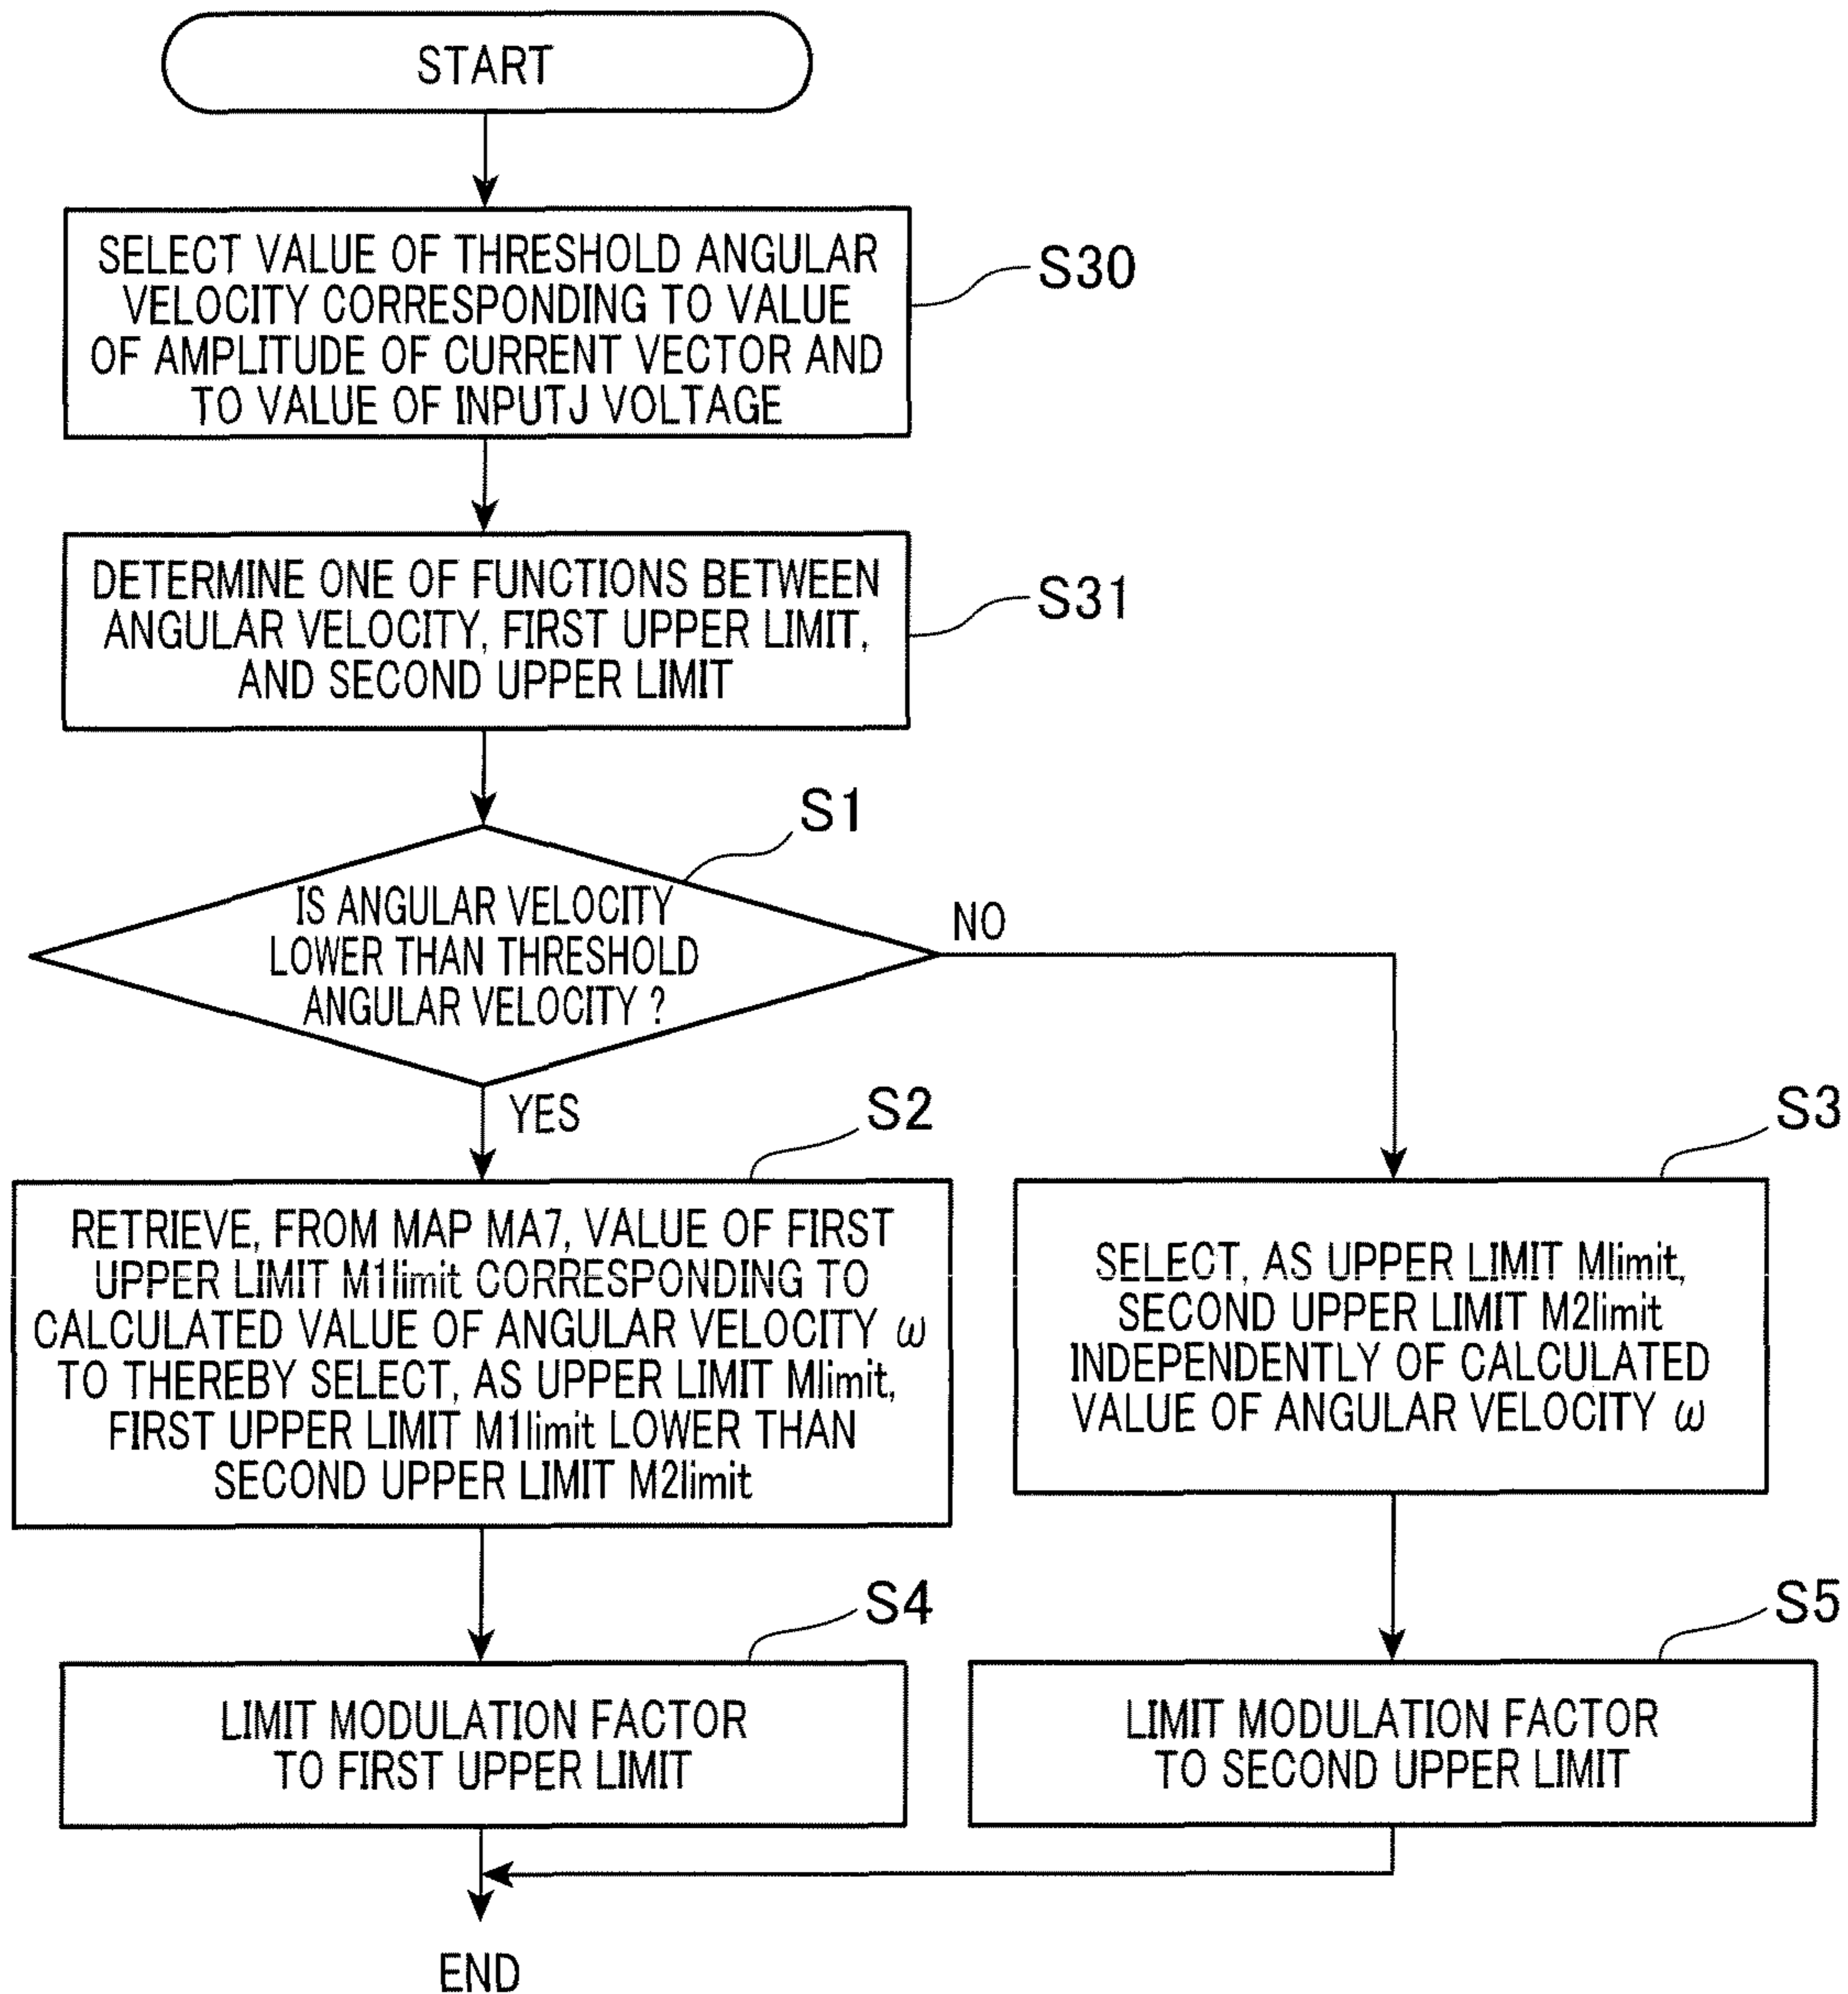 START
SELECT VALUE OF THRESHOLD ANGULAR
VELOCITY CORRESPONDING TO VALUE
OF AMPLITUDE OF CURRENT VECTOR AND
TO VALUE OF INPUTJ VOLTAGE
S30
DETERMINE ONE OF FUNCTIONS BETWEEN
ANGULAR VELOCITY, FIRST UPPER LIMIT,
AND SECOND UPPER LIMIT
S31
S1
IS ANGULAR VELOCITY
LOWER THAN THRESHOLD
ANGULAR VELOCITY ?
NO
YES
S2
RETRIEVE, FROM MAP MA7, VALUE OF FIRST
UPPER LIMIT M1limit CORRESPONDING TO
CALCULATED VALUE OF ANGULAR VELOCITY ω
TO THEREBY SELECT, AS UPPER LIMIT Mlimit,
FIRST UPPER LIMIT M1limit LOWER THAN
SECOND UPPER LIMIT M2limit
S3
SELECT, AS UPPER LIMIT Mlimit,
SECOND UPPER LIMIT M2limit
INDEPENDENTLY OF CALCULATED
VALUE OF ANGULAR VELOCITY ω
S4
LIMIT MODULATION FACTOR
TO FIRST UPPER LIMIT
S5
LIMIT MODULATION FACTOR
TO SECOND UPPER LIMIT
END